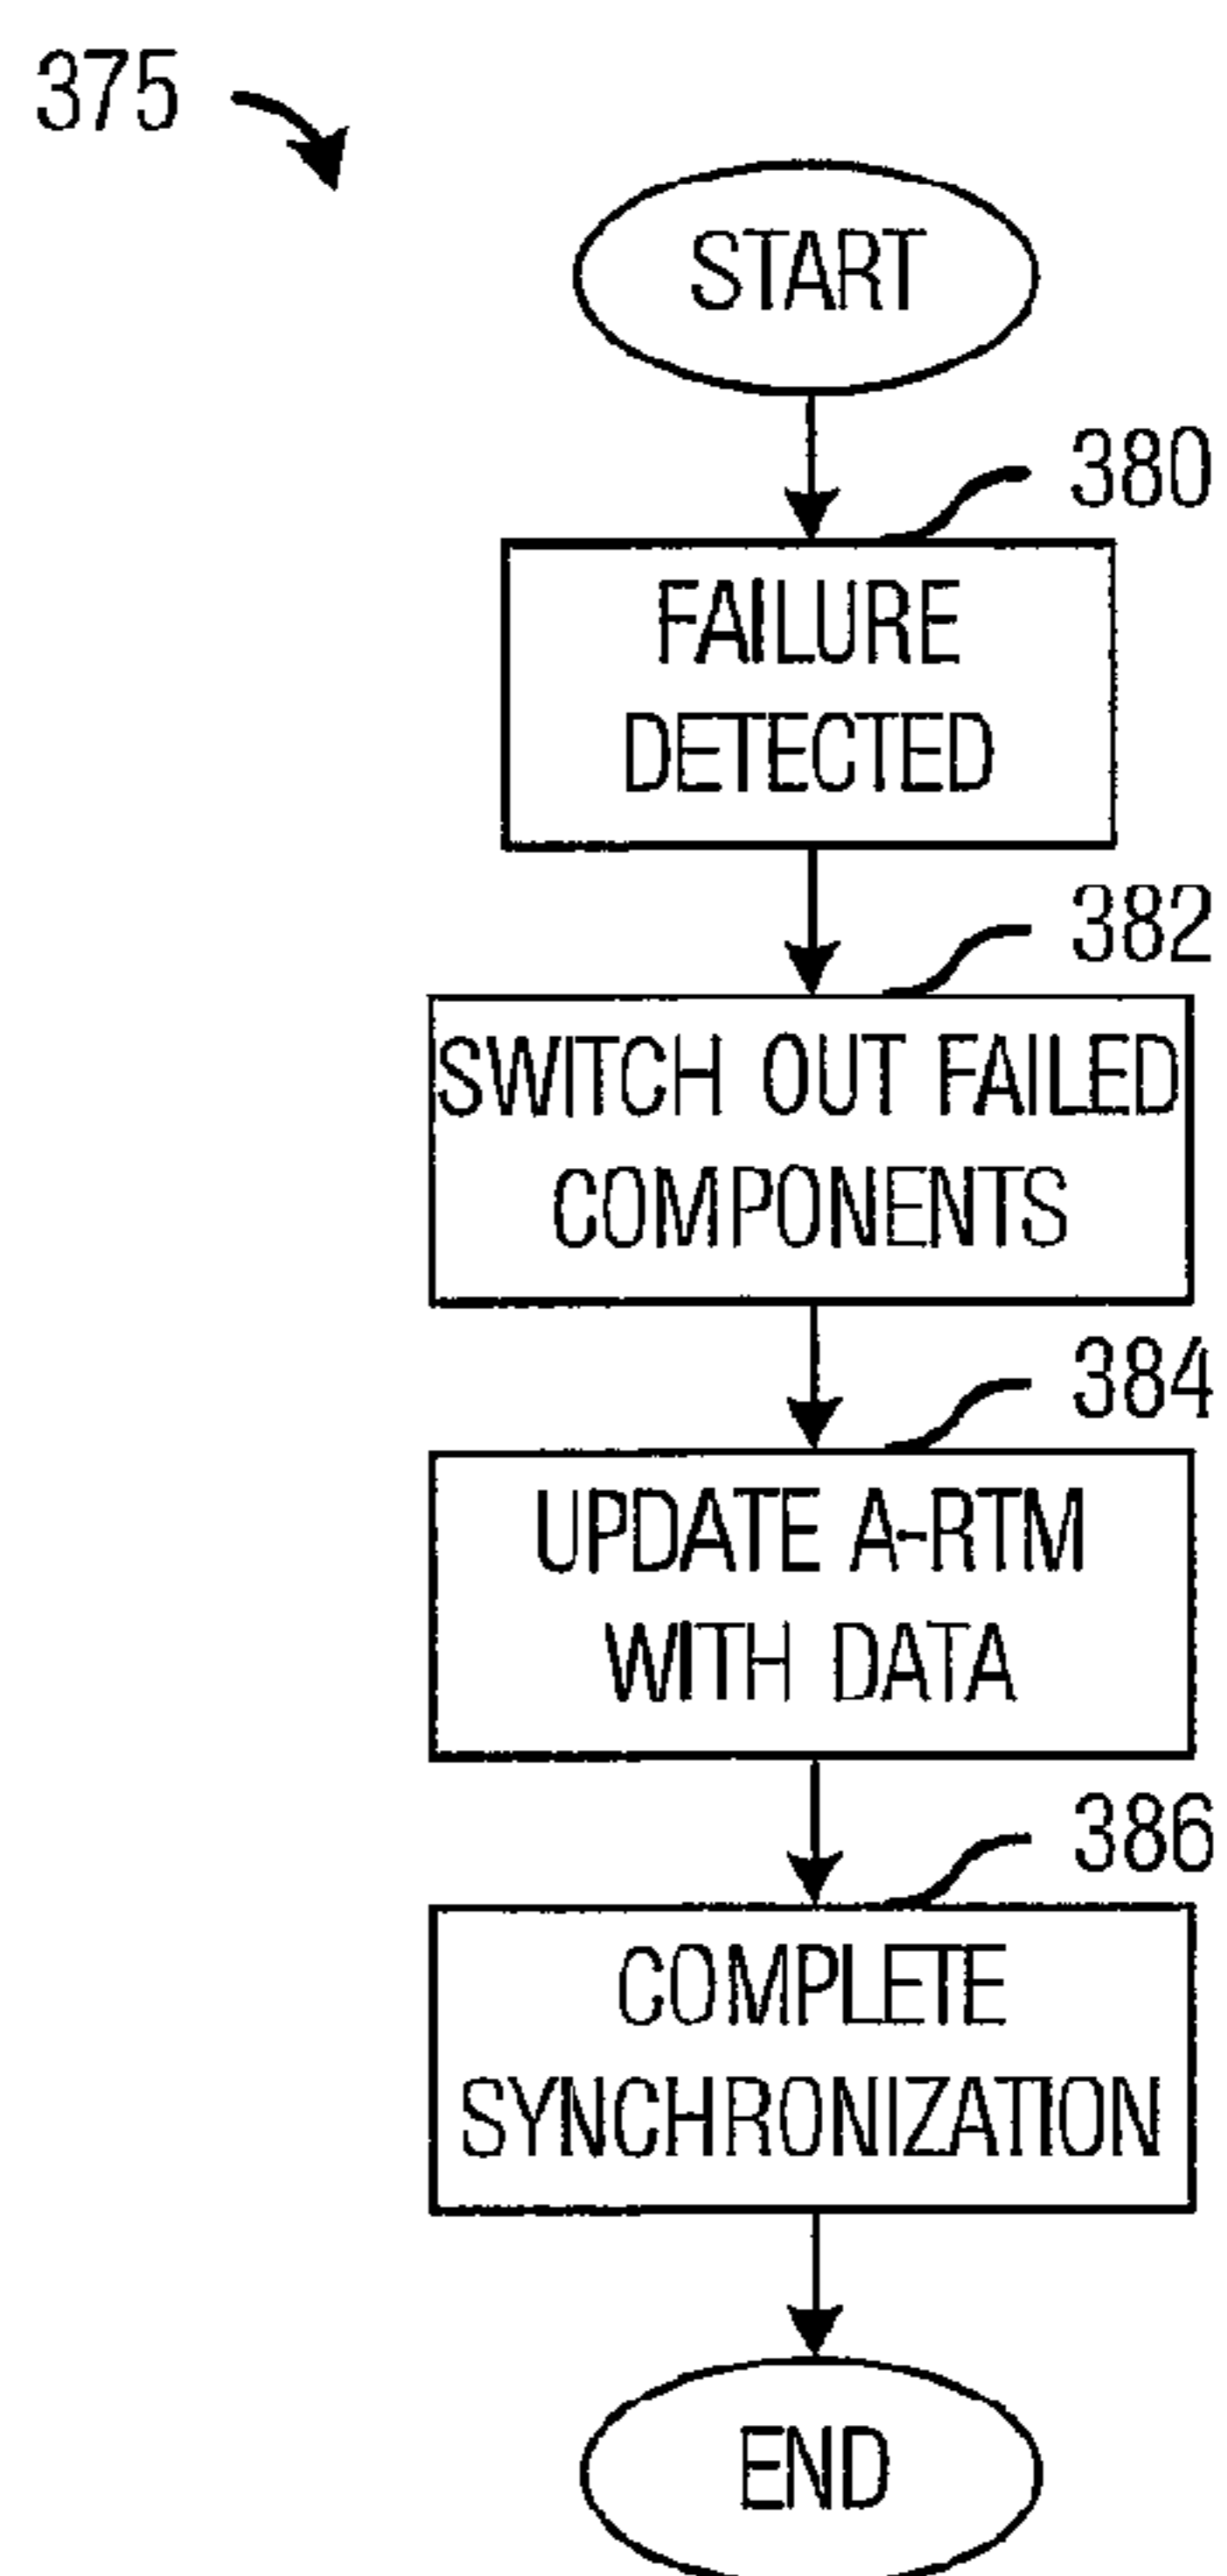 375
START
380
FAILURE
DETECTED
382
SWITCH OUT FAILED
COMPONENTS
384
UPDATE A-RTM
WITH DATA
386
COMPLETE
SYNCHRONIZATION
END